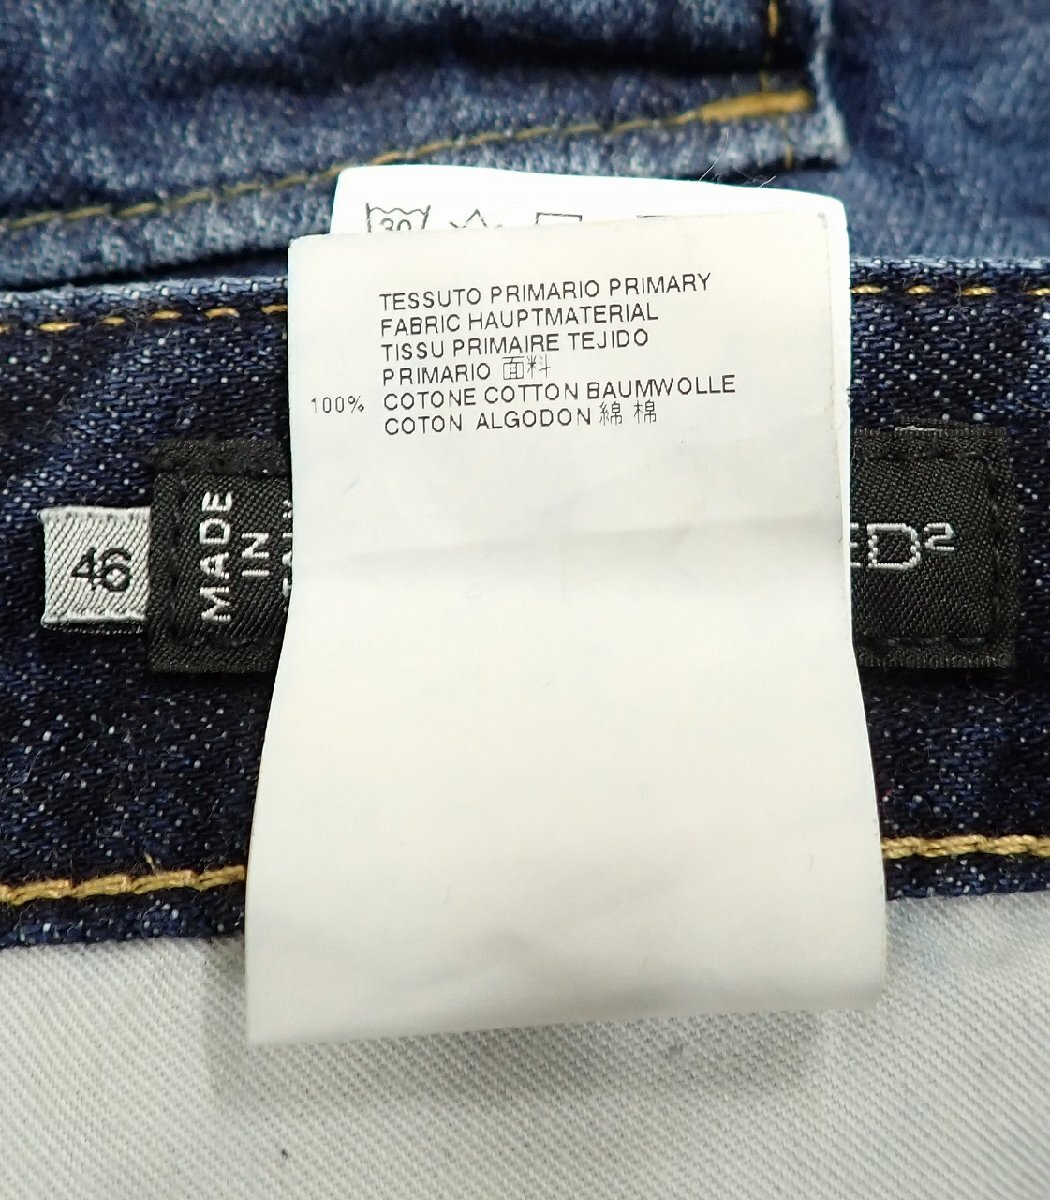 30
TESSUTO PRIMARIO PRIMARY
FABRIC HAUPTMATERIAL
TISSU PRIMAIRE TEJIDO
PRIMARIO 面料
100% COTONE COTTON BAUMWOLLE
COTON ALGODON 綿 棉
46
MADE
IN
ED²